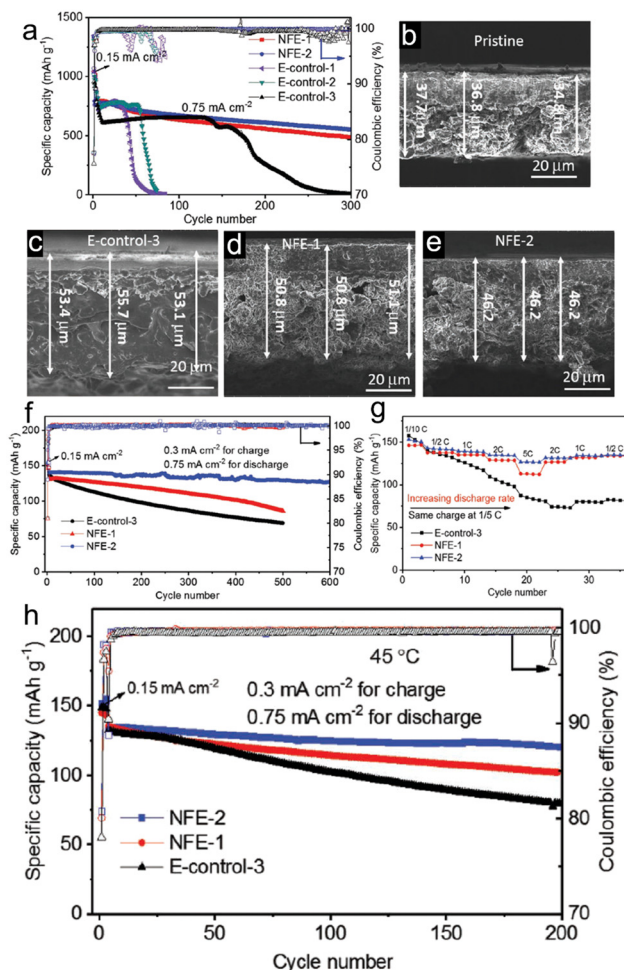 a
NFE-1
NFE-2
E-control-1
E-control-2
E-control-3
0.15 mA cm⁻²
0.75 mA cm⁻²
Specific capacity (mAh g⁻¹)
1750
1500
1250
1000
750
500
250
0
Coulombic efficiency (%)
100
90
80
70
0
100
200
300
Cycle number
b
Pristine
36.8 μm
20 μm
c
E-control-3
53.4 μm
55.7 μm
53.1 μm
20 μm
d
NFE-1
50.8 μm
50.8 μm
20 μm
e
NFE-2
46.2
46.2
46.2
20 μm
f
0.15 mA cm⁻²
0.3 mA cm⁻² for charge
0.75 mA cm⁻² for discharge
E-control-3
NFE-1
NFE-2
Specific capacity (mAh g⁻¹)
200
150
100
50
0
Coulombic efficiency (%)
100
95
90
85
80
75
70
0
100
200
300
400
500
600
Cycle number
g
1/10 C
1/2 C
1C
2C
5C
2C
1C
1/2 C
Increasing discharge rate
Same charge at 1/5 C
E-control-3
NFE-1
NFE-2
Specific capacity (mAh g⁻¹)
150
100
50
0
0
10
20
30
Cycle number
h
45 °C
0.15 mA cm⁻²
0.3 mA cm⁻² for charge
0.75 mA cm⁻² for discharge
NFE-2
NFE-1
E-control-3
Specific capacity (mAh g⁻¹)
200
150
100
50
0
Coulombic efficiency (%)
100
90
80
70
0
50
100
150
200
Cycle number